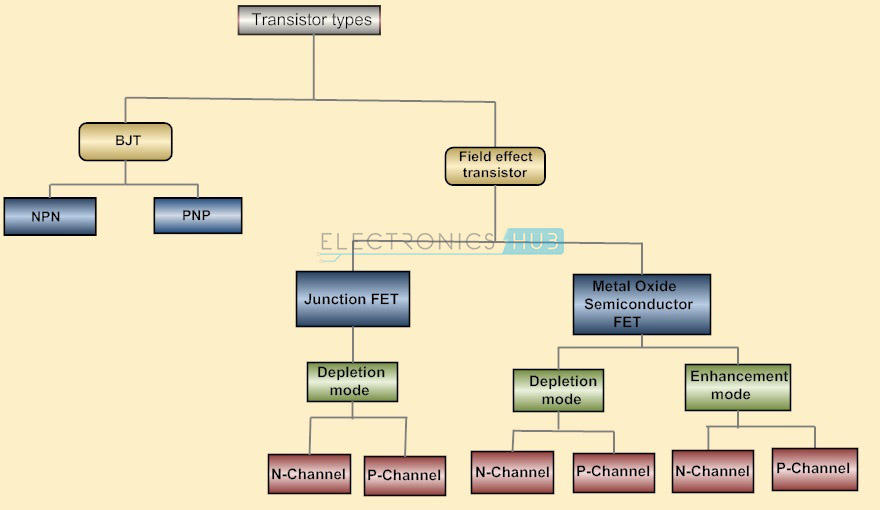 Transistor types
BJT
Field effect
transistor
NPN
PNP
ELECTRONICS HUB
Junction FET
Metal Oxide
Semiconductor
FET
Depletion
mode
Depletion
mode
Enhancement
mode
N-Channel
P-Channel
N-Channel
P-Channel
N-Channel
P-Channel